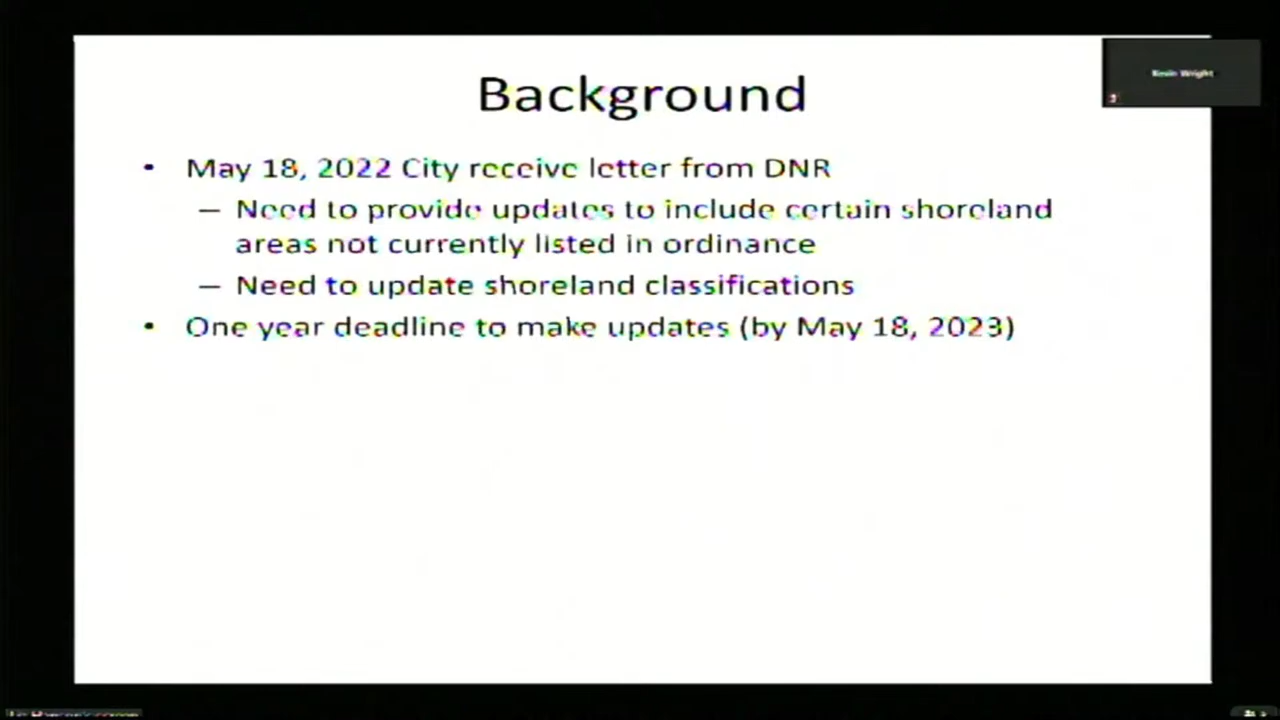 Background
• May 18, 2022 City receive letter from DNR
– Need to provide updates to include certain shoreland
areas not currently listed in ordinance
– Need to update shoreland classifications
• One year deadline to make updates (by May 18, 2023)
Kevin Wright